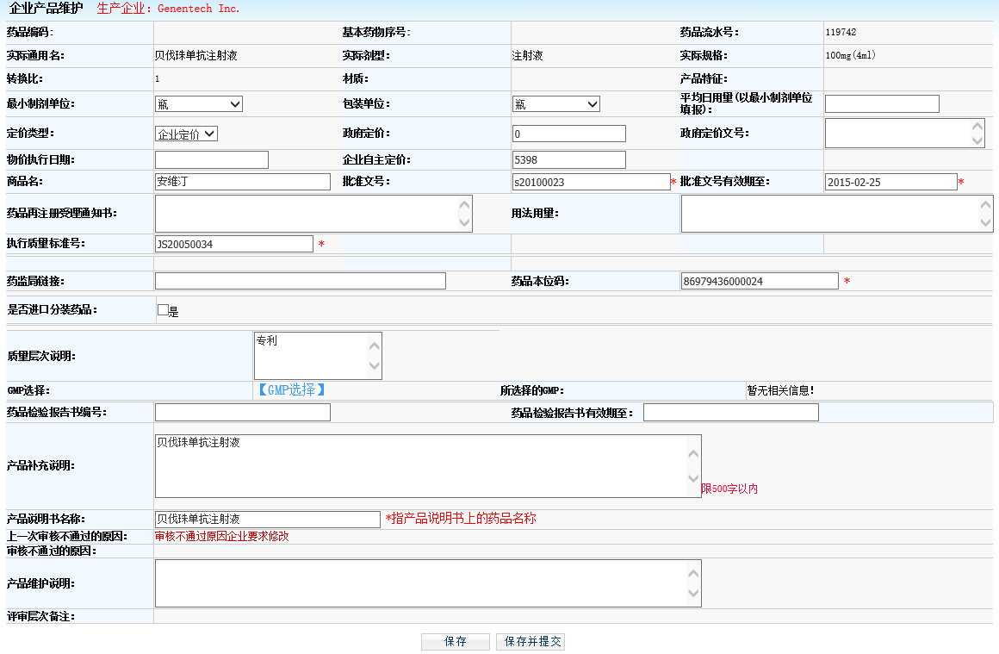 企业产品维护 生产企业：Genentech Inc.
药品编码: 基本药物序号: 药品流水号： 119742
实际通用名： 贝伐珠单抗注射液 实际剂型： 注射液 实际规格： 100mg(4ml)
转换比： 1 材质： 产品特征：
最小制剂单位： 瓶 包装单位： 瓶 平均日用量(以最小制剂单位
填报)：
定价类型： 企业定价 政府定价： 0 政府定价文号：
物价执行日期： 企业自主定价： 5398
商品名： 安维汀 批准文号： s20100023 * 批准文号有效期至： 2015-02-25 *
药品再注册受理通知书： 用法用量：
执行质量标准号： JS20050034 *
药监局链接： 药品本位码： 86979436000024 *
是否进口分装药品： 是
质量层次说明： 专利
GMP选择： 【GMP选择】 所选择的GMP： 暂无相关信息！
药品检验报告书编号： 药品检验报告书有效期至：
产品补充说明： 贝伐珠单抗注射液
限500字以内
产品说明书名称： 贝伐珠单抗注射液 *指产品说明书上的药品名称
上一次审核不通过的原因： 审核不通过原因企业要求修改
审核不通过的原因：
产品维护说明：
评审层次备注：
保存 保存并提交